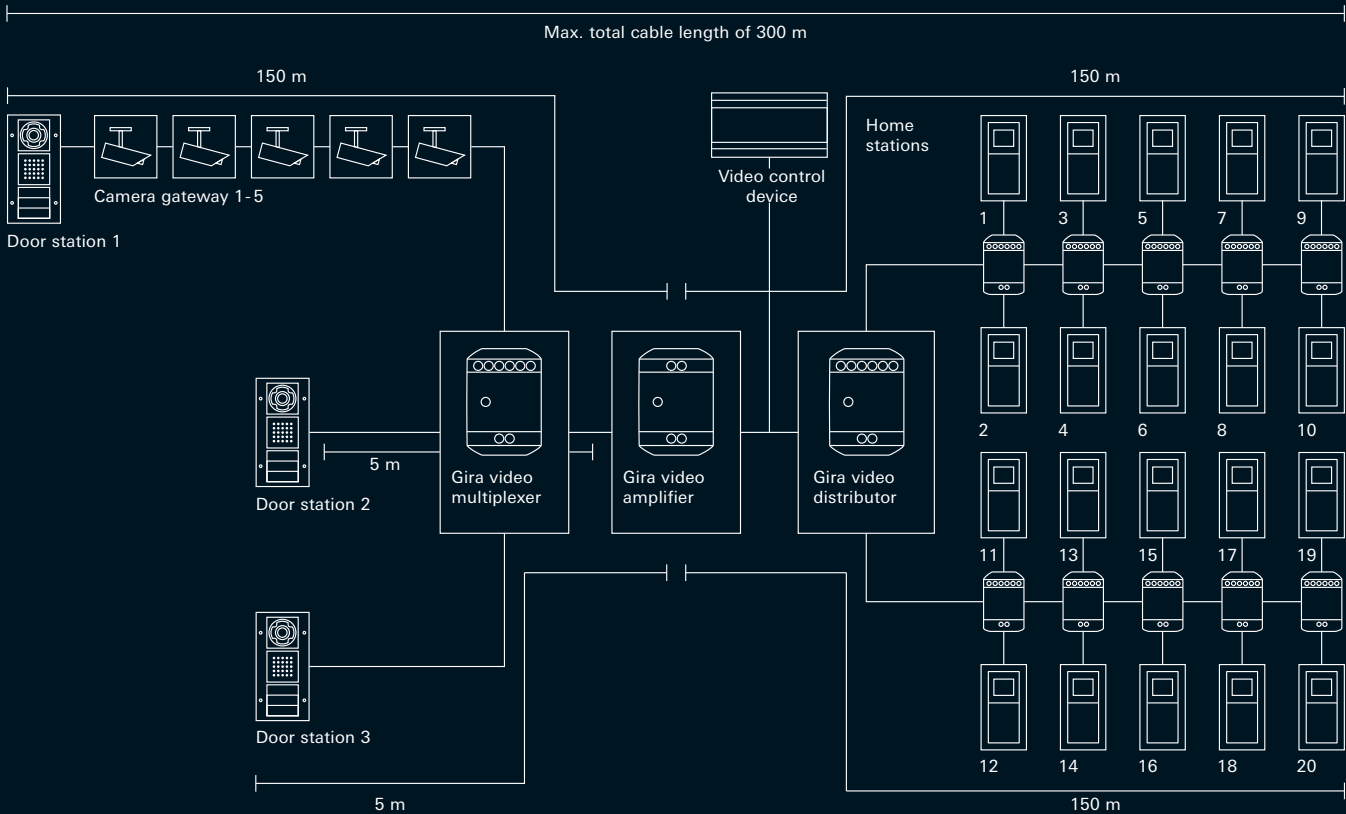 Max. total cable length of 300 m
150 m
150 m
Home
stations
Video control
device
Camera gateway 1-5
Door station 1
1
3
5
7
9
2
4
6
8
10
5 m
Gira video
multiplexer
Gira video
amplifier
Gira video
distributor
Door station 2
11
13
15
17
19
Door station 3
12
14
16
18
20
5 m
150 m